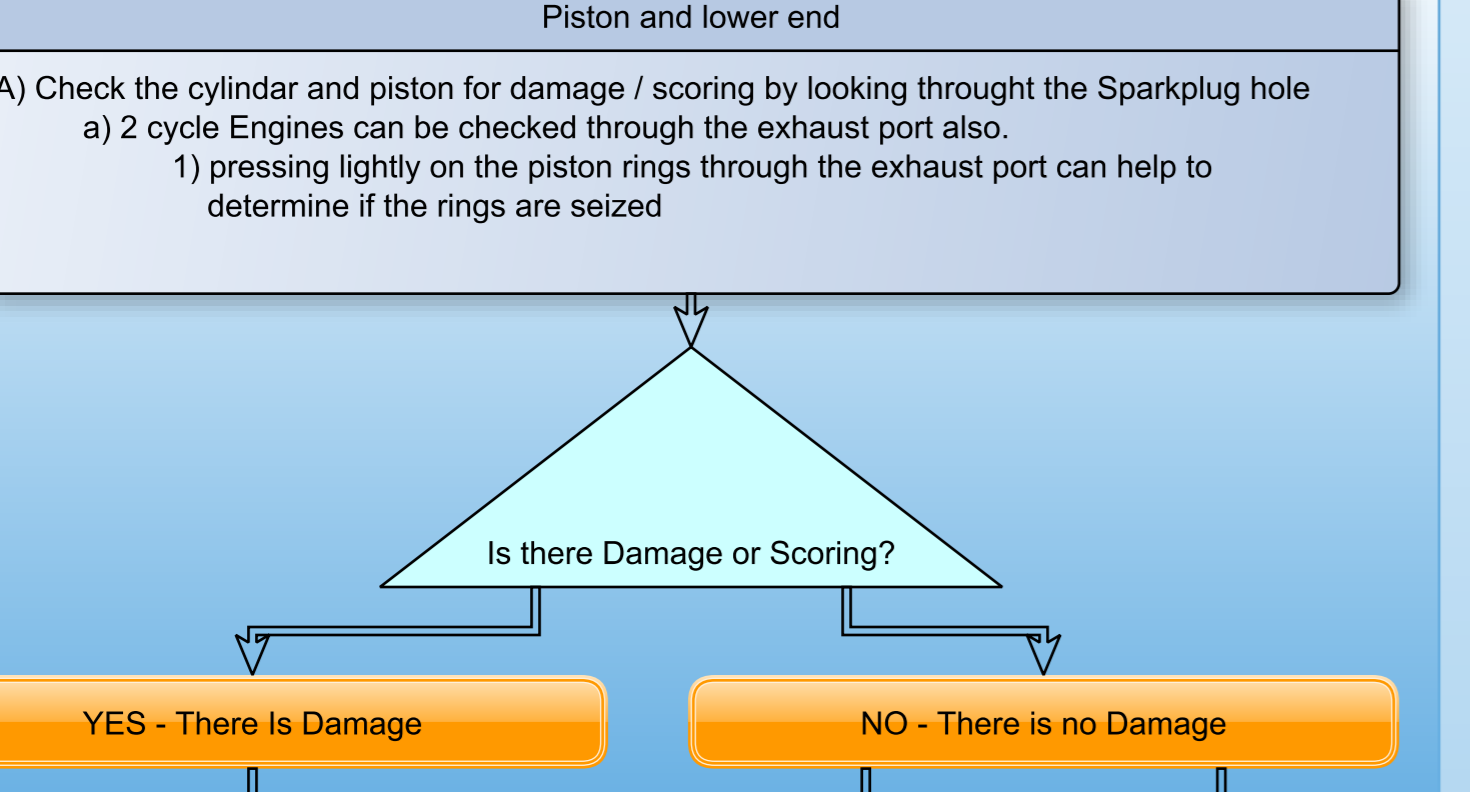 Piston and lower end
A) Check the cylindar and piston for damage / scoring by looking throught the Sparkplug hole
a) 2 cycle Engines can be checked through the exhaust port also.
1) pressing lightly on the piston rings through the exhaust port can help to
determine if the rings are seized
Is there Damage or Scoring?
YES - There Is Damage
NO - There is no Damage